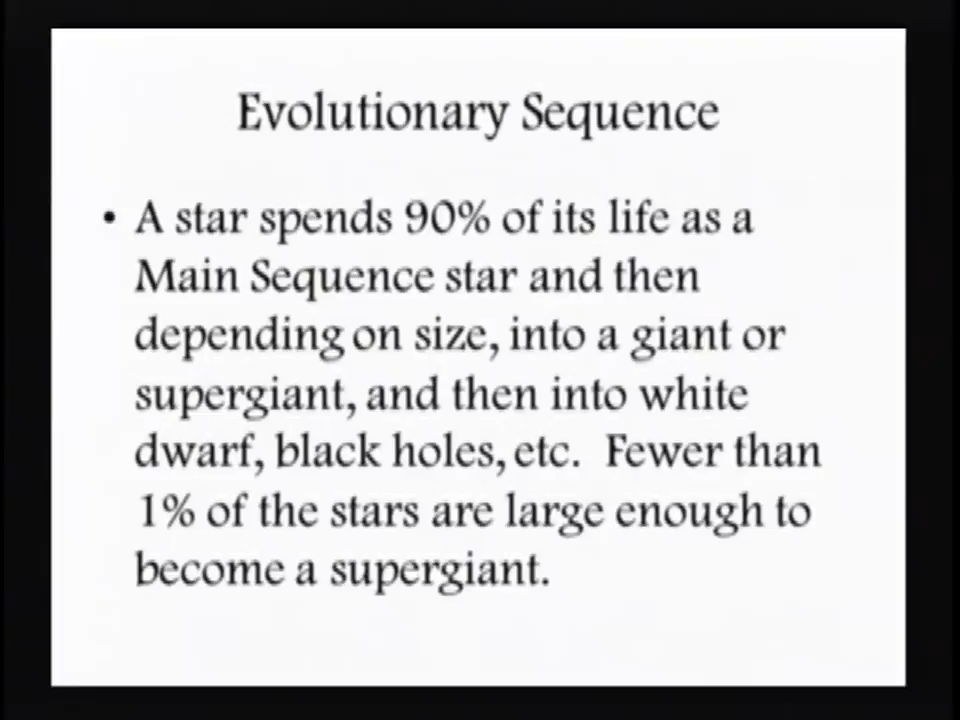 Evolutionary Sequence
• A star spends 90% of its life as a
Main Sequence star and then
depending on size, into a giant or
supergiant, and then into white
dwarf, black holes, etc. Fewer than
1% of the stars are large enough to
become a supergiant.